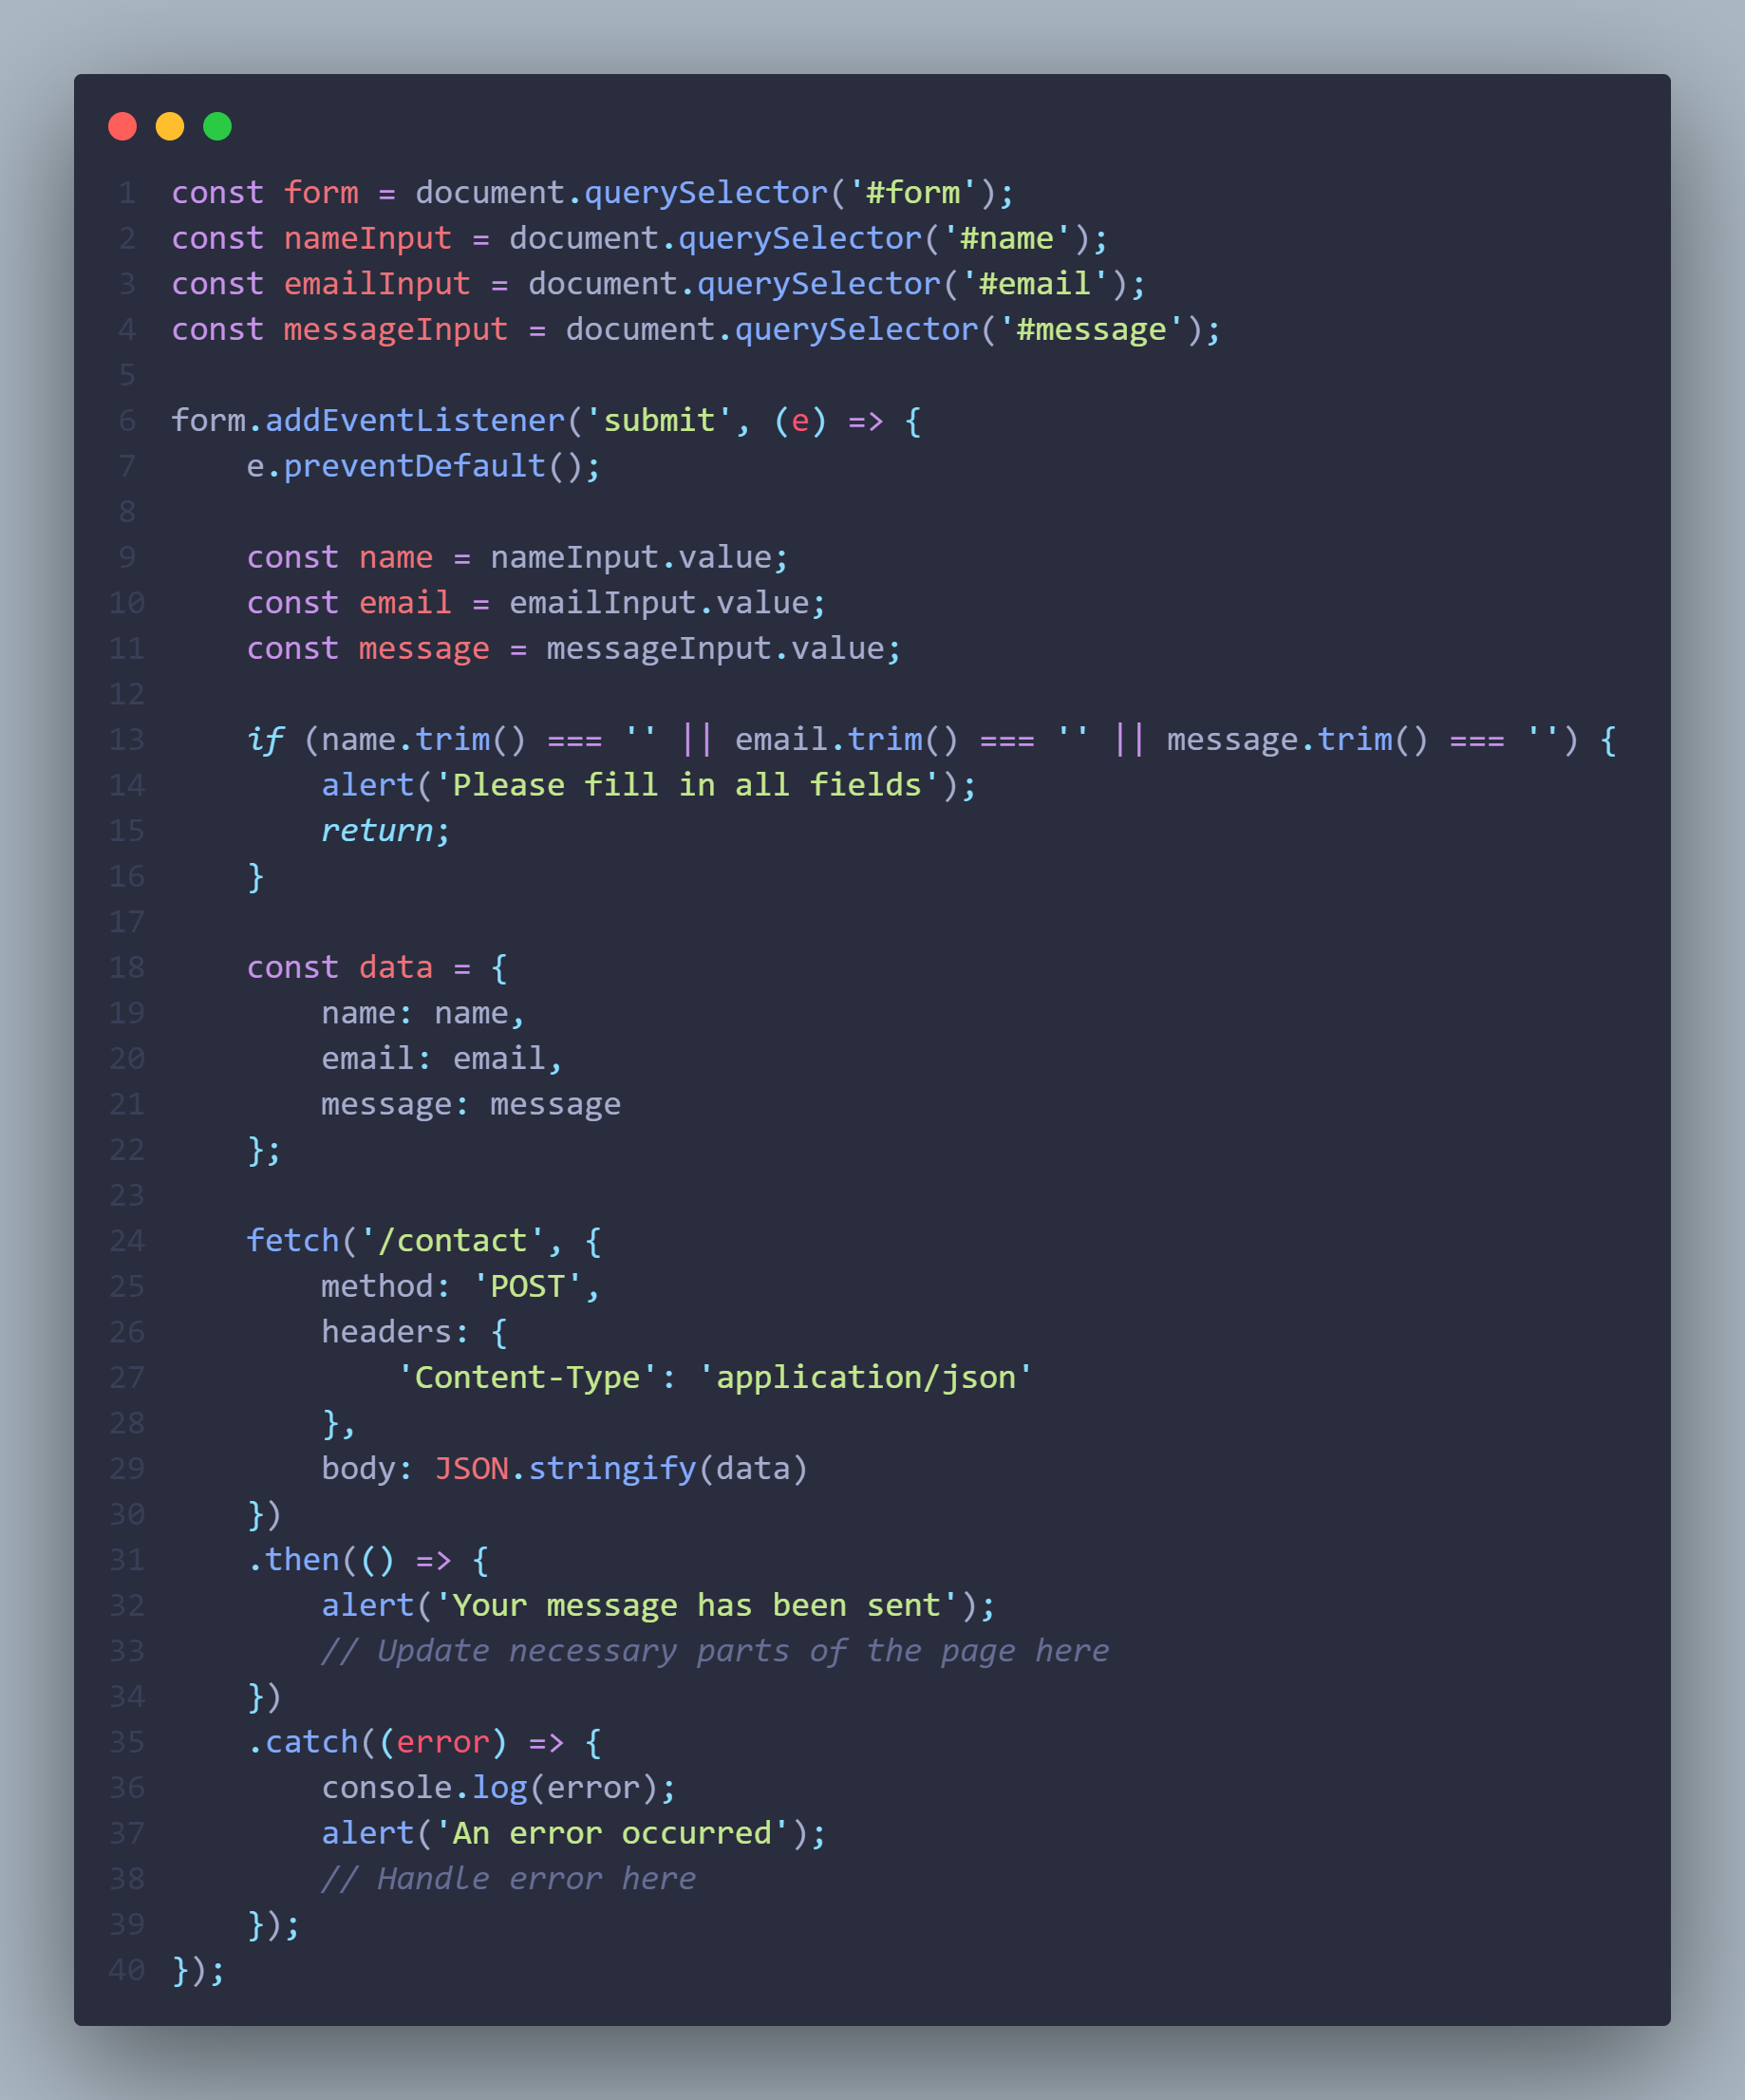 1 const form = document.querySelector('#form');
2 const nameInput = document.querySelector('#name');
3 const emailInput = document.querySelector('#email');
4 const messageInput = document.querySelector('#message');
5
6 form.addEventListener('submit', (e) => {
7     e.preventDefault();
8
9     const name = nameInput.value;
10     const email = emailInput.value;
11     const message = messageInput.value;
12
13     if (name.trim() === '' || email.trim() === '' || message.trim() === '') {
14         alert('Please fill in all fields');
15         return;
16     }
17
18     const data = {
19         name: name,
20         email: email,
21         message: message
22     };
23
24     fetch('/contact', {
25         method: 'POST',
26         headers: {
27             'Content-Type': 'application/json'
28         },
29         body: JSON.stringify(data)
30     })
31     .then(() => {
32         alert('Your message has been sent');
33         // Update necessary parts of the page here
34     })
35     .catch((error) => {
36         console.log(error);
37         alert('An error occurred');
38         // Handle error here
39     });
40 });